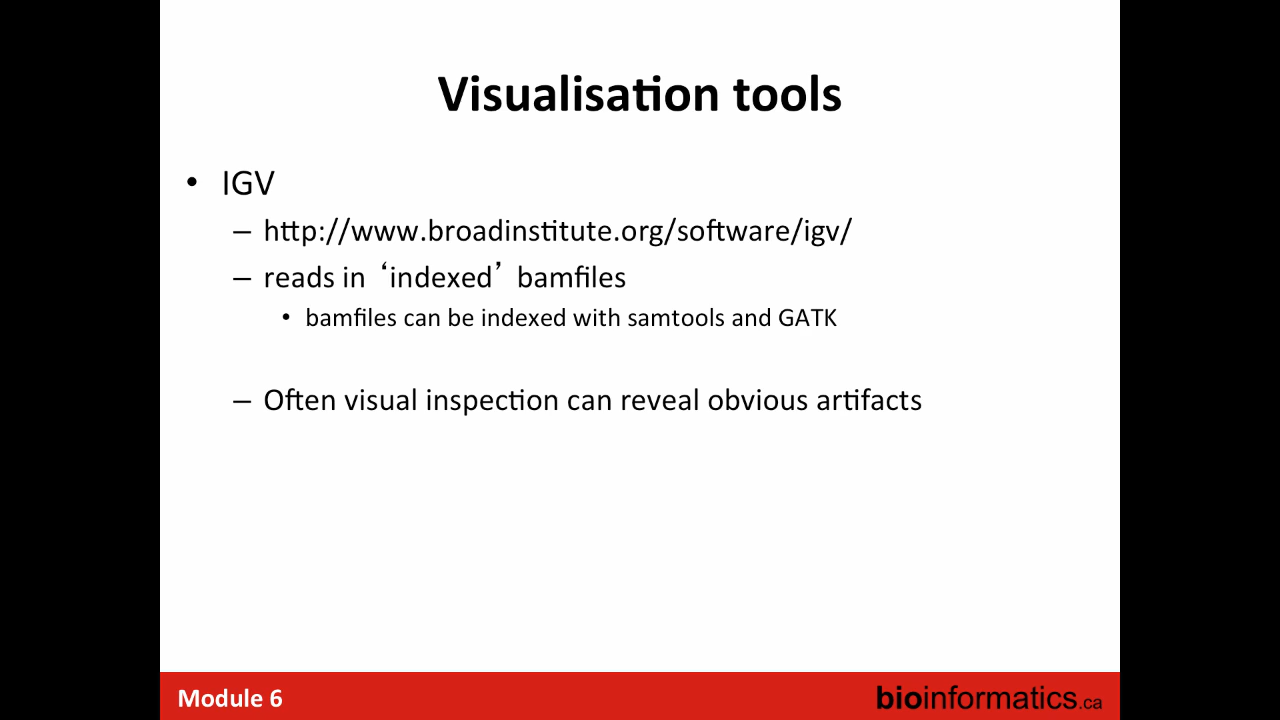 Visualisation tools
• IGV
– http://www.broadinstitute.org/software/igv/
– reads in ‘indexed’ bamfiles
• bamfiles can be indexed with samtools and GATK
– Often visual inspection can reveal obvious artifacts
Module 6
bioinformatics.ca